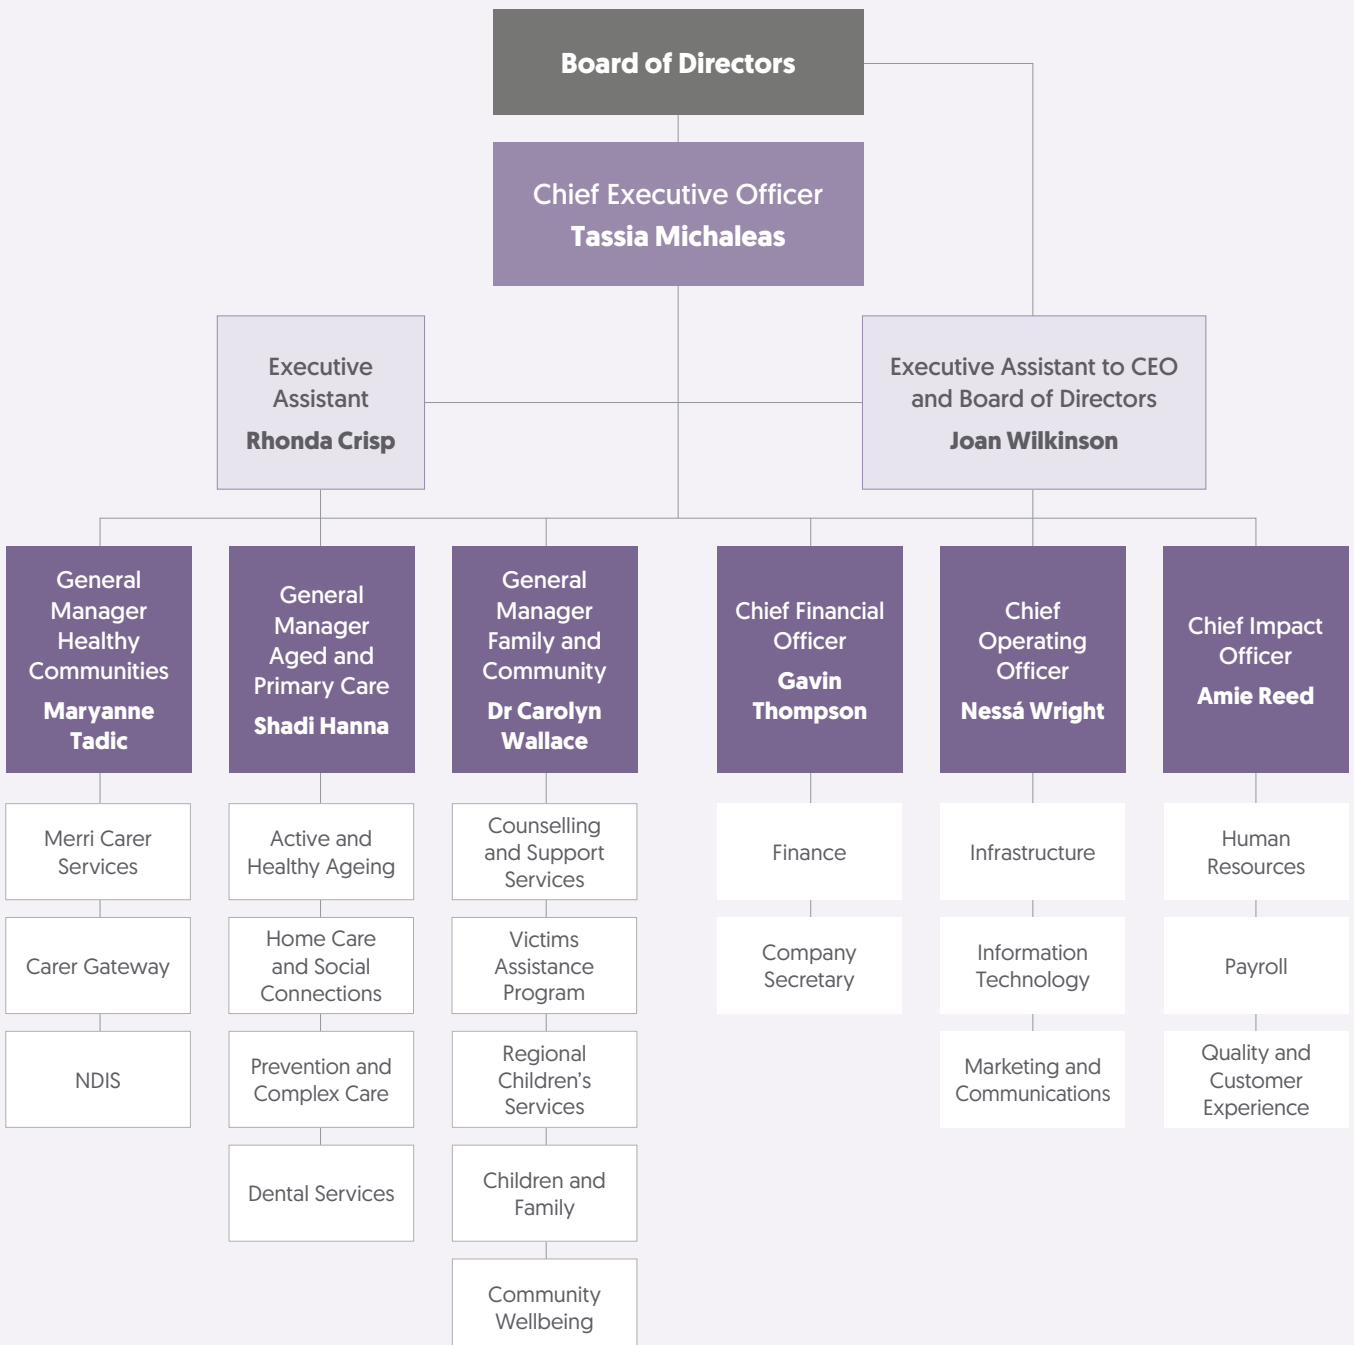 Board of Directors
Chief Executive Officer
Tassia Michaleas
Executive
Assistant
Rhonda Crisp
Executive Assistant to CEO
and Board of Directors
Joan Wilkinson
General
Manager
Healthy
Communities
Maryanne
Tadic
General
Manager
Aged and
Primary Care
Shadi Hanna
General
Manager
Family and
Community
Dr Carolyn
Wallace
Chief Financial
Officer
Gavin
Thompson
Chief
Operating
Officer
Nessá Wright
Chief Impact
Officer
Amie Reed
Merri Carer
Services
Carer Gateway
NDIS
Active and
Healthy Ageing
Home Care
and Social
Connections
Prevention and
Complex Care
Dental Services
Counselling
and Support
Services
Victims
Assistance
Program
Regional
Children’s
Services
Children and
Family
Community
Wellbeing
Finance
Company
Secretary
Infrastructure
Information
Technology
Marketing and
Communications
Human
Resources
Payroll
Quality and
Customer
Experience